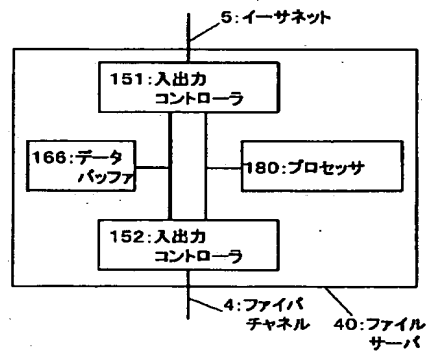 5:イーサネット
151:入出力
コントローラ
166:データ
バッファ
180:プロセッサ
152:入出力
コントローラ
4:ファイバ
チャネル
40:ファイル
サーバ